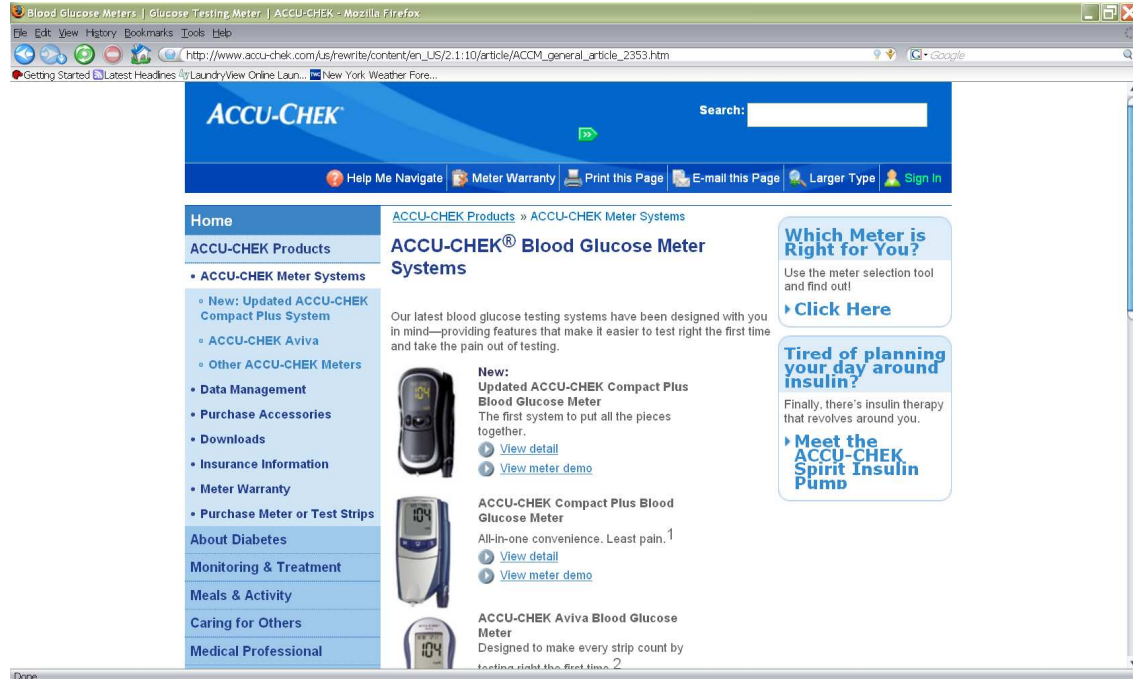 Blood Glucose Meters | Glucose Testing Meter | ACCU-CHEK - Mozilla Firefox
File Edit View History Bookmarks Tools Help
http://www.accu-chek.com/us/rewrite/content/en_US/2.1:10/article/ACCM_general_article_2353.htm
Google
Getting Started Latest Headlines LaundryView Online Laun... New York Weather Fore...
ACCU-CHEK
Search:
Help Me Navigate Meter Warranty Print this Page E-mail this Page Larger Type Sign In
Home
ACCU-CHEK Products
• ACCU-CHEK Meter Systems
New: Updated ACCU-CHEK
Compact Plus System
ACCU-CHEK Aviva
Other ACCU-CHEK Meters
• Data Management
• Purchase Accessories
• Downloads
• Insurance Information
• Meter Warranty
• Purchase Meter or Test Strips
About Diabetes
Monitoring & Treatment
Meals & Activity
Caring for Others
Medical Professional
ACCU-CHEK Products » ACCU-CHEK Meter Systems
ACCU-CHEK® Blood Glucose Meter
Systems
Our latest blood glucose testing systems have been designed with you
in mind—providing features that make it easier to test right the first time
and take the pain out of testing.
104
New:
Updated ACCU-CHEK Compact Plus
Blood Glucose Meter
The first system to put all the pieces
together.
View detail
View meter demo
104
ACCU-CHEK Compact Plus Blood
Glucose Meter
All-in-one convenience. Least pain.1
View detail
View meter demo
104
ACCU-CHEK Aviva Blood Glucose
Meter
Designed to make every strip count by
testing right the first time.2
Which Meter is
Right for You?
Use the meter selection tool
and find out!
Click Here
Tired of planning
your day around
insulin?
Finally, there's insulin therapy
that revolves around you.
Meet the
ACCU-CHEK
Spirit Insulin
Pump
Done